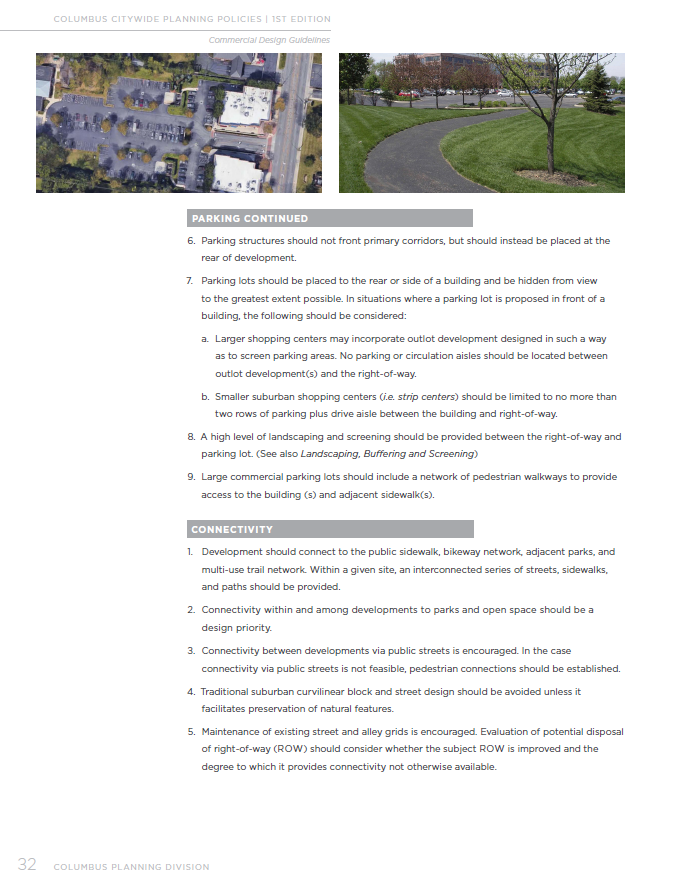 COLUMBUS CITYWIDE PLANNING POLICIES | 1ST EDITION
Commercial Design Guidelines
PARKING CONTINUED
6. Parking structures should not front primary corridors, but should instead be placed at the
rear of development.
7. Parking lots should be placed to the rear or side of a building and be hidden from view
to the greatest extent possible. In situations where a parking lot is proposed in front of a
building, the following should be considered:
a. Larger shopping centers may incorporate outlot development designed in such a way
as to screen parking areas. No parking or circulation aisles should be located between
outlot development(s) and the right-of-way.
b. Smaller suburban shopping centers (i.e. strip centers) should be limited to no more than
two rows of parking plus drive aisle between the building and right-of-way.
8. A high level of landscaping and screening should be provided between the right-of-way and
parking lot. (See also Landscaping, Buffering and Screening)
9. Large commercial parking lots should include a network of pedestrian walkways to provide
access to the building (s) and adjacent sidewalk(s).
CONNECTIVITY
1. Development should connect to the public sidewalk, bikeway network, adjacent parks, and
multi-use trail network. Within a given site, an interconnected series of streets, sidewalks,
and paths should be provided.
2. Connectivity within and among developments to parks and open space should be a
design priority.
3. Connectivity between developments via public streets is encouraged. In the case
connectivity via public streets is not feasible, pedestrian connections should be established.
4. Traditional suburban curvilinear block and street design should be avoided unless it
facilitates preservation of natural features.
5. Maintenance of existing street and alley grids is encouraged. Evaluation of potential disposal
of right-of-way (ROW) should consider whether the subject ROW is improved and the
degree to which it provides connectivity not otherwise available.
32 COLUMBUS PLANNING DIVISION